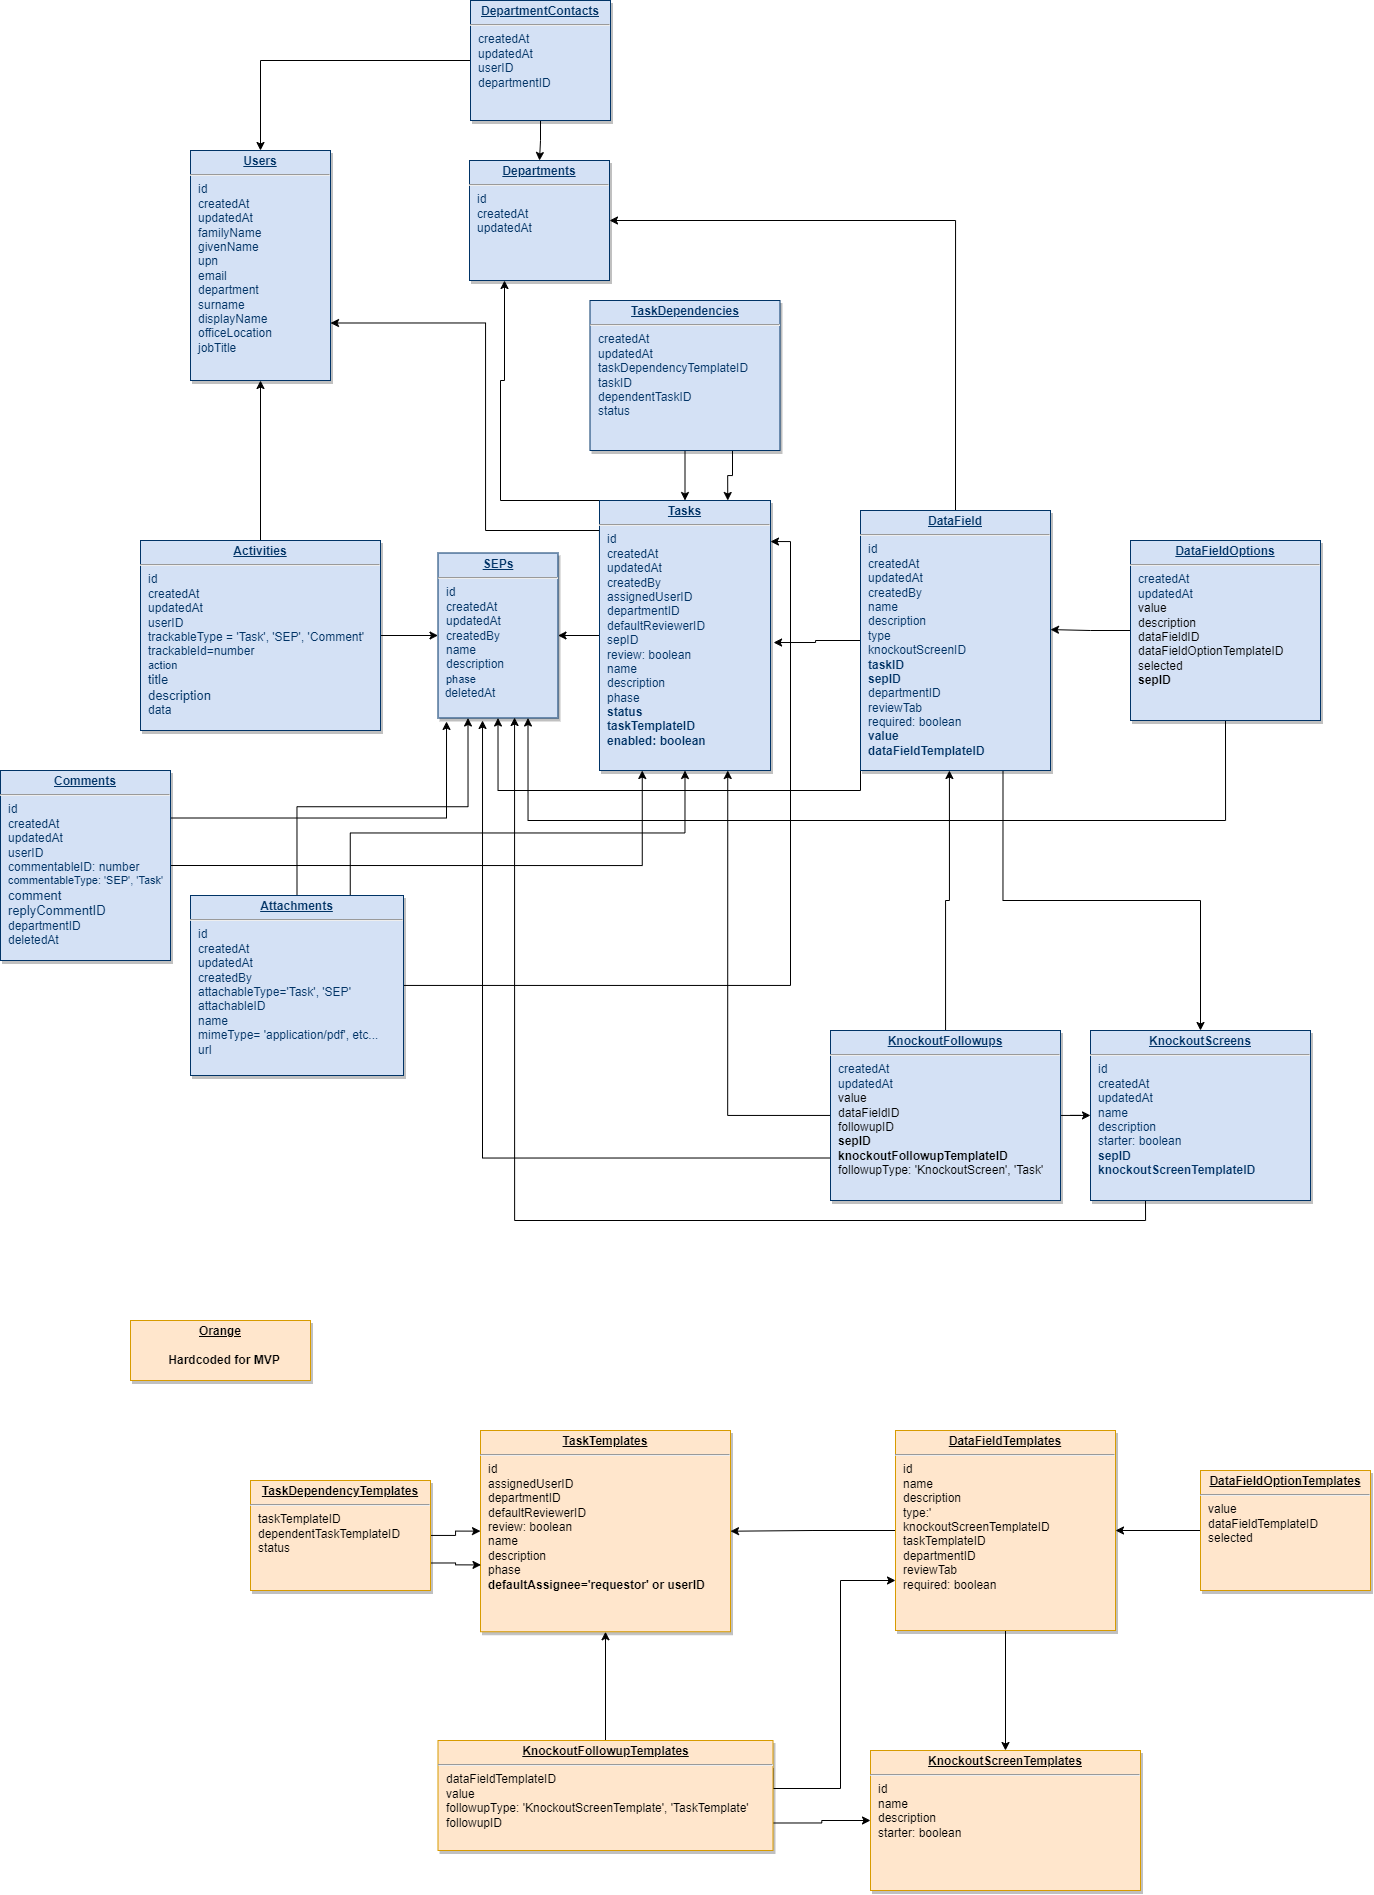 DepartmentContacts
createdAt
updatedAt
userID
departmentID
Users
id
createdAt
updatedAt
familyName
givenName
upn
email
department
surname
displayName
officeLocation
jobTitle
Departments
id
createdAt
updatedAt
TaskDependencies
createdAt
updatedAt
taskDependencyTemplateID
taskID
dependentTaskID
status
Activities
id
createdAt
updatedAt
userID
trackableType = 'Task', 'SEP', 'Comment'
trackableId=number
action
title
description
data
SEPs
id
createdAt
updatedAt
createdBy
name
description
phase
deletedAt
Tasks
id
createdAt
updatedAt
createdBy
assignedUserID
departmentID
defaultReviewerID
sepID
review: boolean
name
description
phase
status
taskTemplateID
enabled: boolean
DataField
id
createdAt
updatedAt
createdBy
name
description
type
knockoutScreenID
taskID
sepID
departmentID
reviewTab
required: boolean
value
dataFieldTemplateID
DataFieldOptions
createdAt
updatedAt
value
description
dataFieldID
dataFieldOptionTemplateID
selected
sepID
Comments
id
createdAt
updatedAt
userID
commentableID: number
commentableType: 'SEP', 'Task'
comment
replyCommentID
departmentID
deletedAt
Attachments
id
createdAt
updatedAt
createdBy
attachableType='Task', 'SEP'
attachableID
name
mimeType= 'application/pdf', etc...
url
KnockoutFollowups
createdAt
updatedAt
value
dataFieldID
followupID
sepID
knockoutFollowupTemplateID
followupType: 'KnockoutScreen', 'Task'
KnockoutScreens
id
createdAt
updatedAt
name
description
starter: boolean
sepID
knockoutScreenTemplateID
Orange
Hardcoded for MVP
TaskDependencyTemplates
taskTemplateID
dependentTaskTemplateID
status
TaskTemplates
id
assignedUserID
departmentID
defaultReviewerID
review: boolean
name
description
phase
defaultAssignee='requestor' or userID
DataFieldTemplates
id
name
description
type:'
knockoutScreenTemplateID
taskTemplateID
departmentID
reviewTab
required: boolean
DataFieldOptionTemplates
value
dataFieldTemplateID
selected
KnockoutFollowupTemplates
dataFieldTemplateID
value
followupType: 'KnockoutScreenTemplate', 'TaskTemplate'
followupID
KnockoutScreenTemplates
id
name
description
starter: boolean